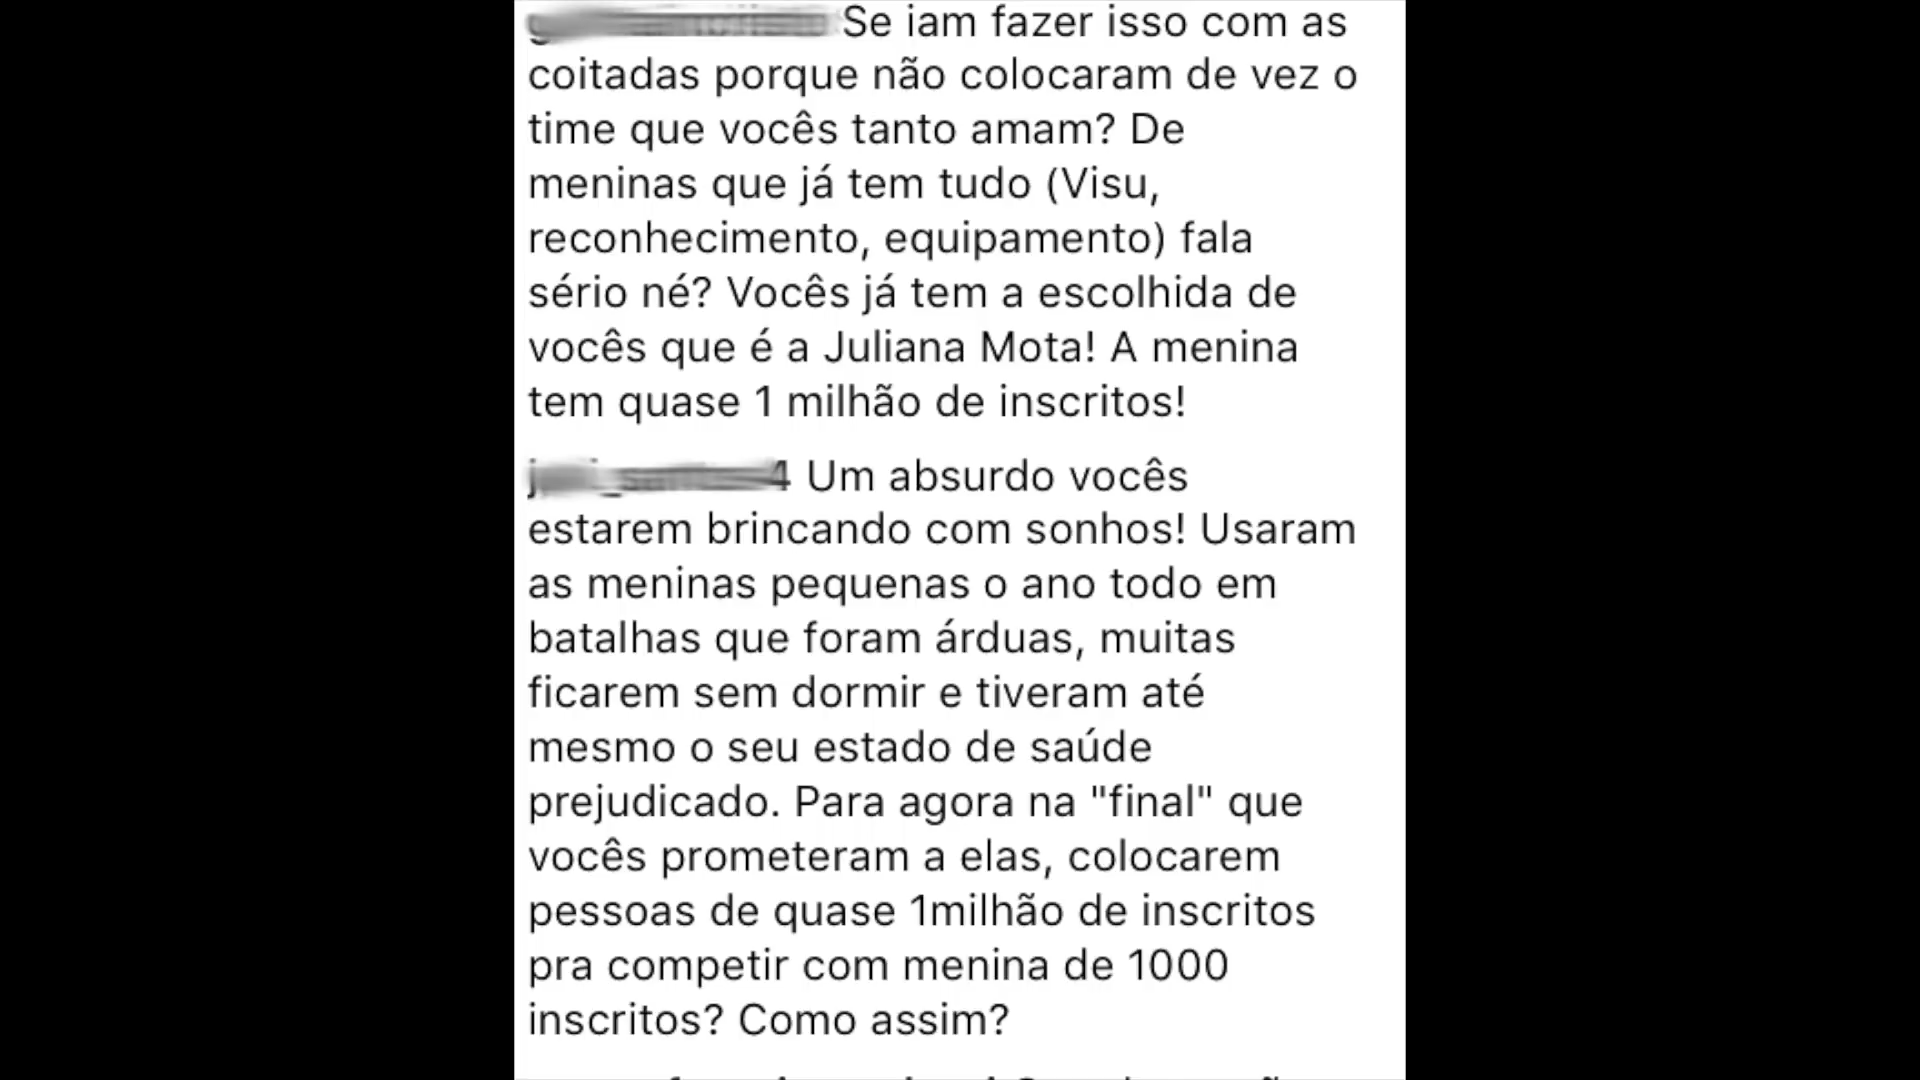 Se iam fazer isso com as
coitadas porque não colocaram de vez o
time que vocês tanto amam? De
meninas que já tem tudo (Visu,
reconhecimento, equipamento) fala
sério né? Vocês já tem a escolhida de
vocês que é a Juliana Mota! A menina
tem quase 1 milhão de inscritos!
Um absurdo vocês
estarem brincando com sonhos! Usaram
as meninas pequenas o ano todo em
batalhas que foram árduas, muitas
ficarem sem dormir e tiveram até
mesmo o seu estado de saúde
prejudicado. Para agora na "final" que
vocês prometeram a elas, colocarem
pessoas de quase 1milhão de inscritos
pra competir com menina de 1000
inscritos? Como assim?